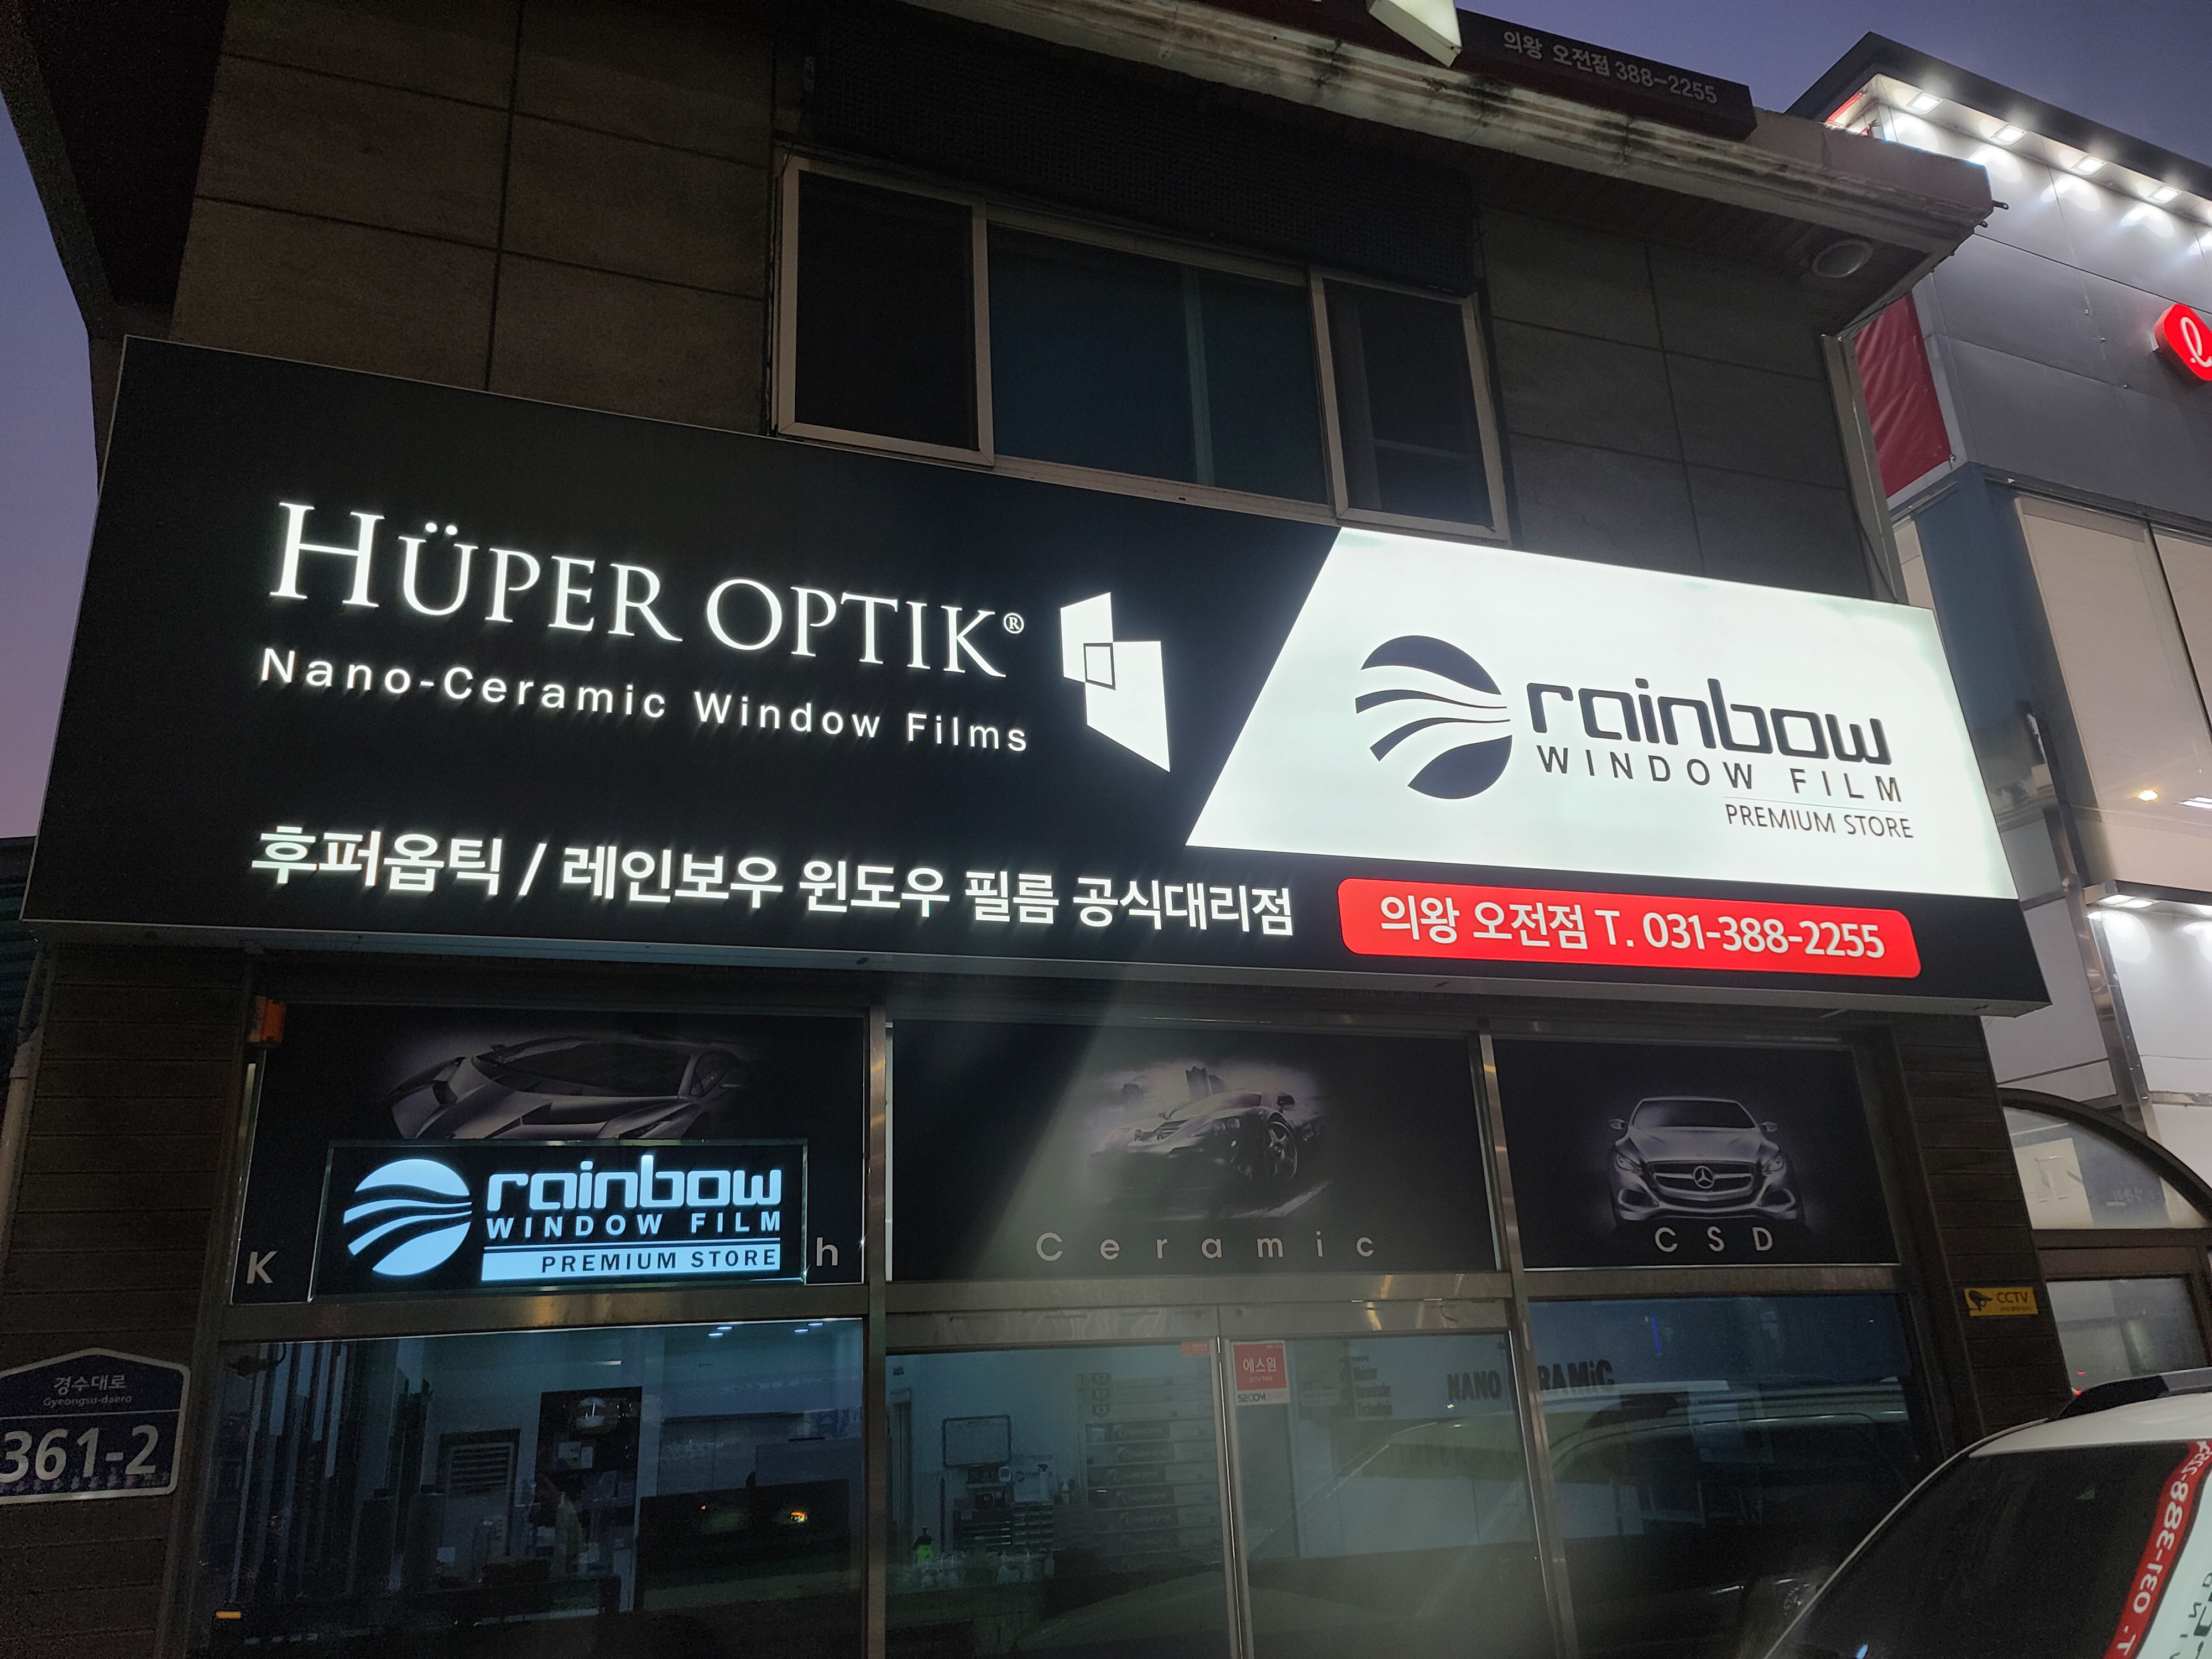 의왕 오전점 388-2255
HÜPER OPTIK®
Nano-Ceramic Window Films
rainbow
WINDOW FILM
PREMIUM STORE
후퍼옵틱 / 레인보우 윈도우 필름 공식대리점
의왕 오전점 T. 031-388-2255
rainbow
WINDOW FILM
PREMIUM STORE
K h
Ceramic
CSD
CCTV
경수대로
Gyeongsu-daero
361-2
에스원
SECOM
NANO CERAMIC
T. 031-388-225